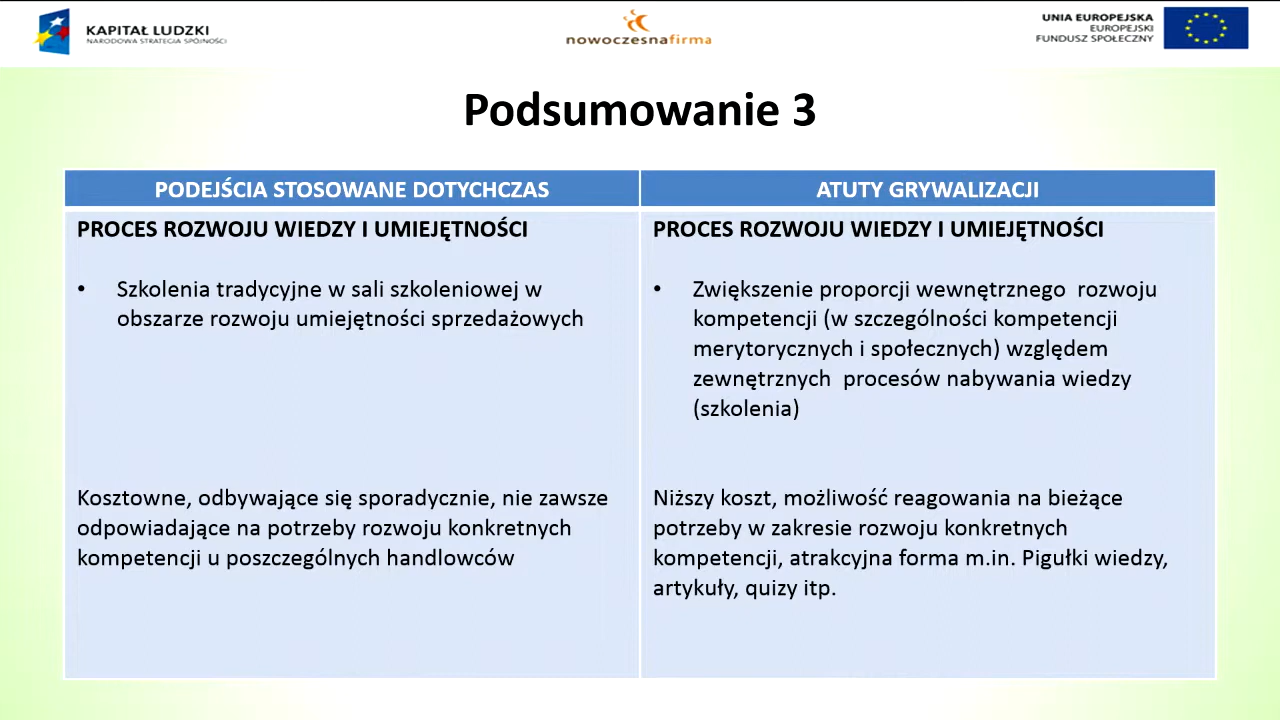 KAPITAŁ LUDZKI
NARODOWA STRATEGIA SPÓJNOŚCI
nowoczesnafirma
UNIA EUROPEJSKA
EUROPEJSKI
FUNDUSZ SPOŁECZNY
Podsumowanie 3
PODEJŚCIA STOSOWANE DOTYCHCZAS
PROCES ROZWOJU WIEDZY I UMIEJĘTNOŚCI
• Szkolenia tradycyjne w sali szkoleniowej w
obszarze rozwoju umiejętności sprzedażowych
Kosztowne, odbywające się sporadycznie, nie zawsze
odpowiadające na potrzeby rozwoju konkretnych
kompetencji u poszczególnych handlowców
ATUTY GRYWALIZACJI
PROCES ROZWOJU WIEDZY I UMIEJĘTNOŚCI
• Zwiększenie proporcji wewnętrznego  rozwoju
kompetencji (w szczególności kompetencji
merytorycznych i społecznych) względem
zewnętrznych  procesów nabywania wiedzy
(szkolenia)
Niższy koszt, możliwość reagowania na bieżące
potrzeby w zakresie rozwoju konkretnych
kompetencji, atrakcyjna forma m.in. Pigułki wiedzy,
artykuły, quizy itp.